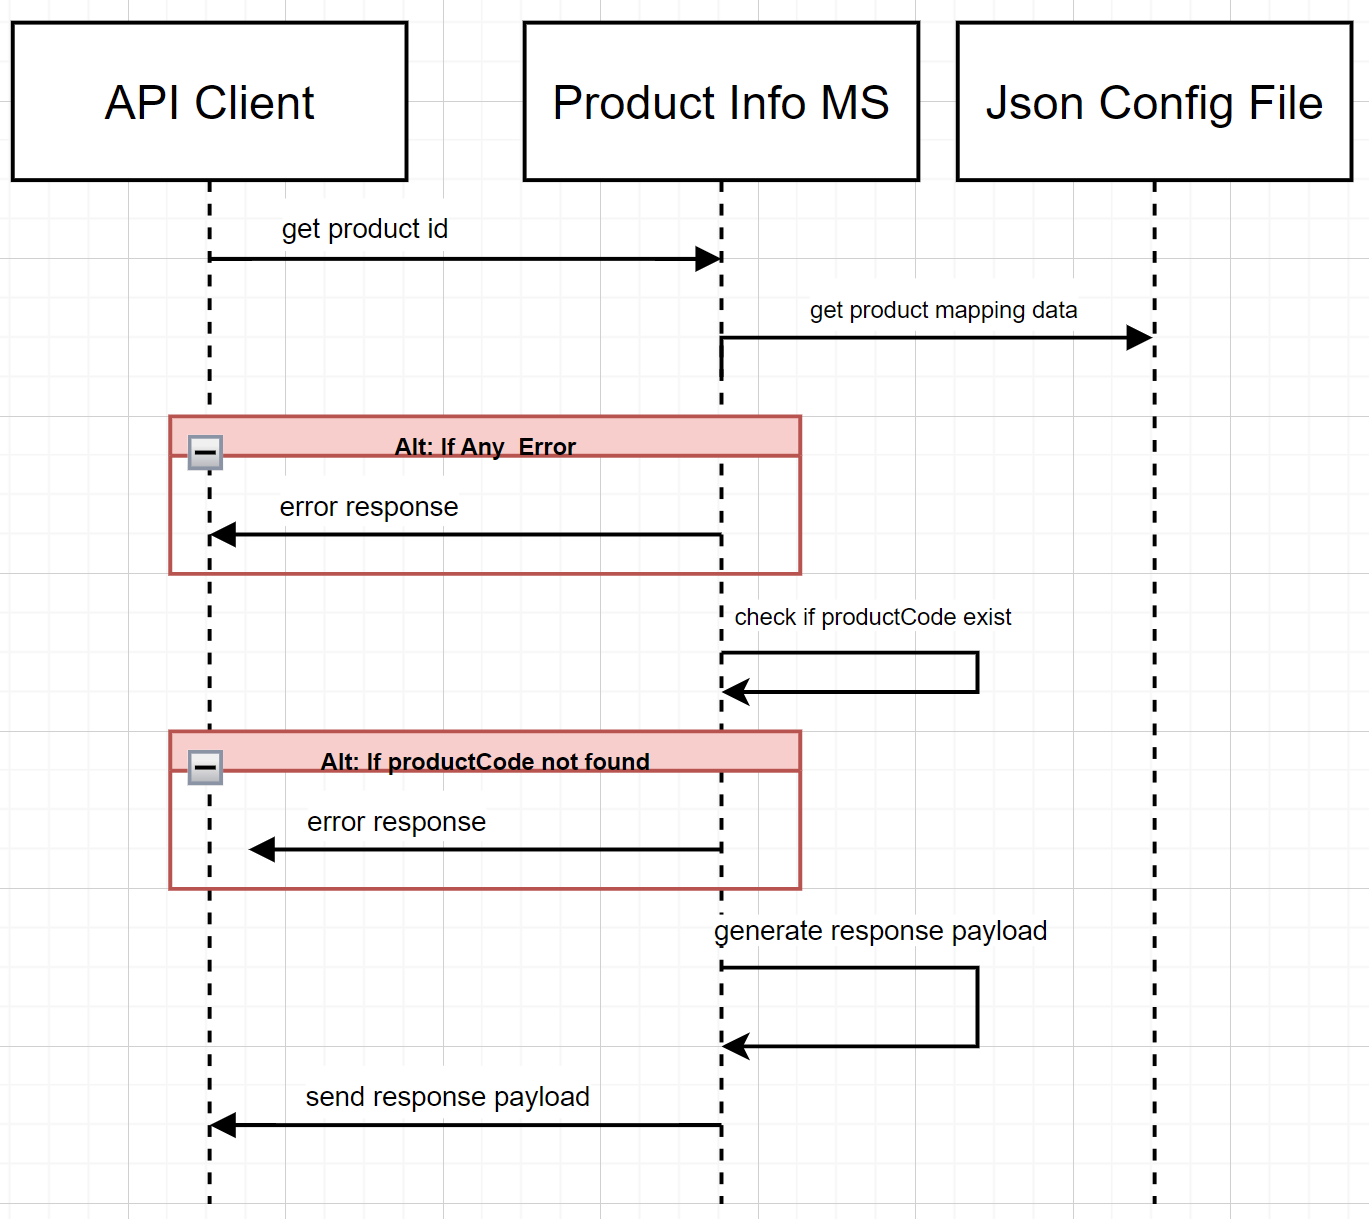 API Client
Product Info MS
Json Config File
get product id
get product mapping data
Alt: If Any  Error
error response
check if productCode exist
Alt: If productCode not found
error response
generate response payload
send response payload